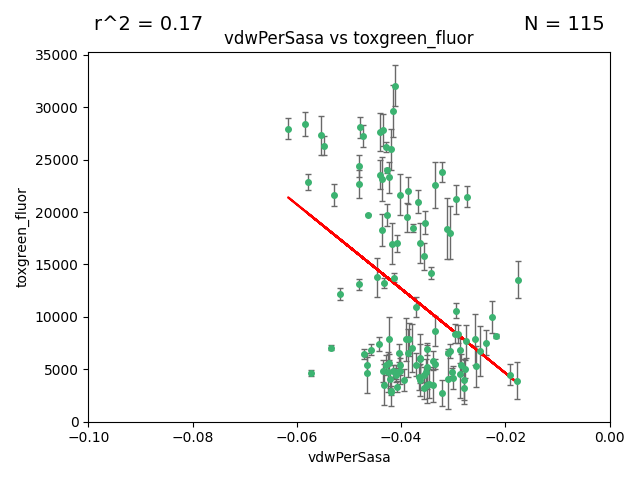 r^2 = 0.17
N = 115
vdwPerSasa vs toxgreen_fluor
35000
30000
25000
20000
15000
10000
5000
0
toxgreen_fluor
−0.10
−0.08
−0.06
−0.04
−0.02
0.00
vdwPerSasa